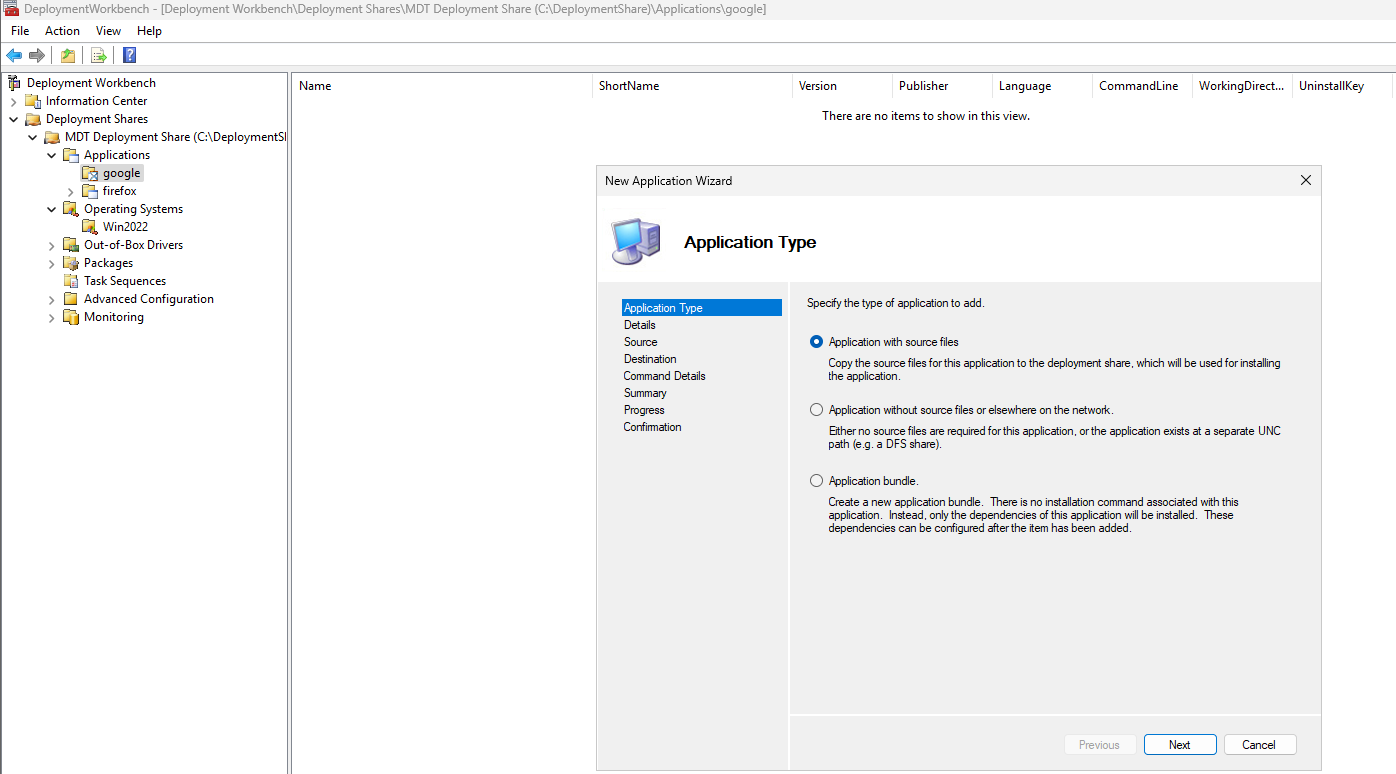 DeploymentWorkbench - [Deployment Workbench\Deployment Shares\MDT Deployment Share (C:\DeploymentShare)\Applications\google]
File Action View Help
Deployment Workbench
Information Center
Deployment Shares
MDT Deployment Share (C:\DeploymentSl
Applications
google
firefox
Operating Systems
Win2022
Out-of-Box Drivers
Packages
Task Sequences
Advanced Configuration
Monitoring
Name ShortName Version Publisher Language CommandLine WorkingDirect... UninstallKey
There are no items to show in this view.
New Application Wizard
Application Type
Application Type
Details
Source
Destination
Command Details
Summary
Progress
Confirmation
Specify the type of application to add.
Application with source files
Copy the source files for this application to the deployment share, which will be used for installing
the application.
Application without source files or elsewhere on the network.
Either no source files are required for this application, or the application exists at a separate UNC
path (e.g. a DFS share).
Application bundle.
Create a new application bundle.  There is no installation command associated with this
application.  Instead, only the dependencies of this application will be installed.  These
dependencies can be configured after the item has been added.
Previous Next Cancel